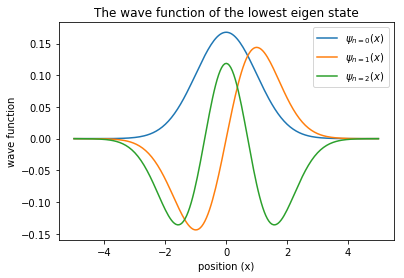 The wave function of the lowest eigen state
wave function
0.15
0.10
0.05
0.00
−0.05
−0.10
−0.15
ψₙ₌₀(x)
ψₙ₌₁(x)
ψₙ₌₂(x)
−4
−2
0
2
4
position (x)